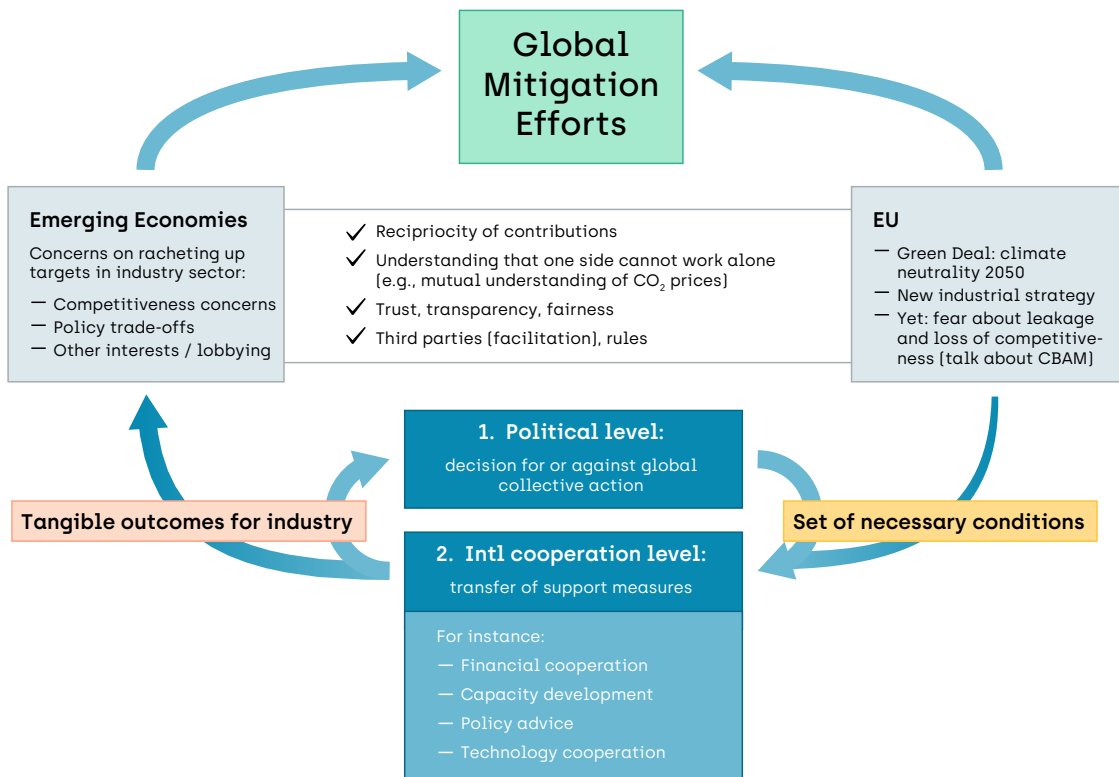 Global
Mitigation
Efforts
Emerging Economies
Concerns on racheting up
targets in industry sector:
— Competitiveness concerns
— Policy trade-offs
— Other interests / lobbying
✓ Recipriocity of contributions
✓ Understanding that one side cannot work alone
(e.g., mutual understanding of CO₂ prices)
✓ Trust, transparency, fairness
✓ Third parties (facilitation), rules
EU
— Green Deal: climate
neutrality 2050
— New industrial strategy
— Yet: fear about leakage
and loss of competitive-
ness (talk about CBAM)
1. Political level:
decision for or against global
collective action
Tangible outcomes for industry
Set of necessary conditions
2. Intl cooperation level:
transfer of support measures
For instance:
— Financial cooperation
— Capacity development
— Policy advice
— Technology cooperation